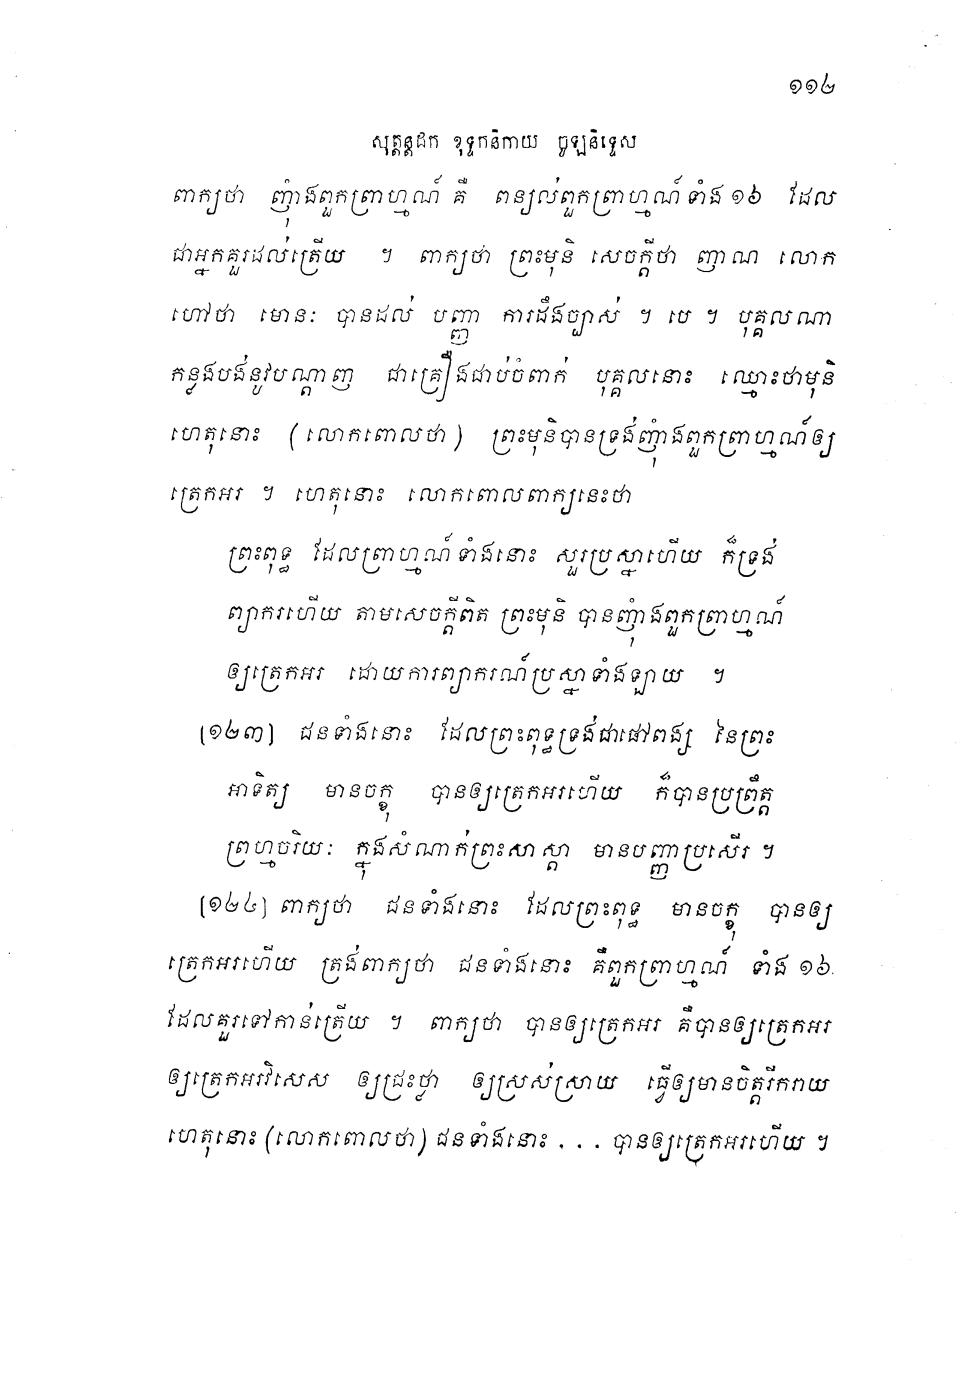 ១១២
សុត្តន្តបិដក ខុទ្ទកនិកាយ ចូឡនិទ្ទេស
ពាក្យថា ញុំាងពួកព្រាហ្មណ៍ គឺ ពន្យល់ពួកព្រាហ្មណ៍ទាំង ១៦ ដែល
ជាអ្នកគួរដល់ត្រើយ ។ ពាក្យថា ព្រះមុនិ សេចក្តីថា ញាណ លោក
ហៅថា មោនៈ បានដល់ បញ្ញា ការដឹងច្បាស់ ។ បេ ។ បុគ្គលណា
កន្លងបង់នូវបណ្តាញ ជាគ្រឿងជាប់ចំពាក់ បុគ្គលនោះ ឈ្មោះថាមុនិ
ហេតុនោះ (លោកពោលថា) ព្រះមុនិបានទ្រង់ញុំាងពួកព្រាហ្មណ៍ឲ្យ
ត្រេកអរ ។ ហេតុនោះ លោកពោលពាក្យនេះថា
ព្រះពុទ្ធ ដែលព្រាហ្មណ៍ទាំងនោះ សួរប្រស្នាហើយ ក៏ទ្រង់
ព្យាករហើយ តាមសេចក្តីពិត ព្រះមុនិ បានញុំាងពួកព្រាហ្មណ៍
ឲ្យត្រេកអរ ដោយការព្យាករណ៍ប្រស្នាទាំងឡាយ ។
(១២៣) ជនទាំងនោះ ដែលព្រះពុទ្ធទ្រង់ជាផៅពង្ស នៃព្រះ
អាទិត្យ មានចក្ខុ បានឲ្យត្រេកអរហើយ ក៏បានប្រព្រឹត្ត
ព្រហ្មចរិយៈ ក្នុងសំណាក់ព្រះសាស្តា មានបញ្ញាប្រសើរ ។
(១២៤) ពាក្យថា ជនទាំងនោះ ដែលព្រះពុទ្ធ មានចក្ខុ បានឲ្យ
ត្រេកអរហើយ ត្រង់ពាក្យថា ជនទាំងនោះ គឺពួកព្រាហ្មណ៍ ទាំង ១៦
ដែលគួរទៅកាន់ត្រើយ ។ ពាក្យថា បានឲ្យត្រេកអរ គឺបានឲ្យត្រេកអរ
ឲ្យត្រេកអរវិសេស ឲ្យជ្រះថ្លា ឲ្យស្រស់ស្រាយ ធ្វើឲ្យមានចិត្តរីករាយ
ហេតុនោះ (លោកពោលថា) ជនទាំងនោះ . . . បានឲ្យត្រេកអរហើយ ។